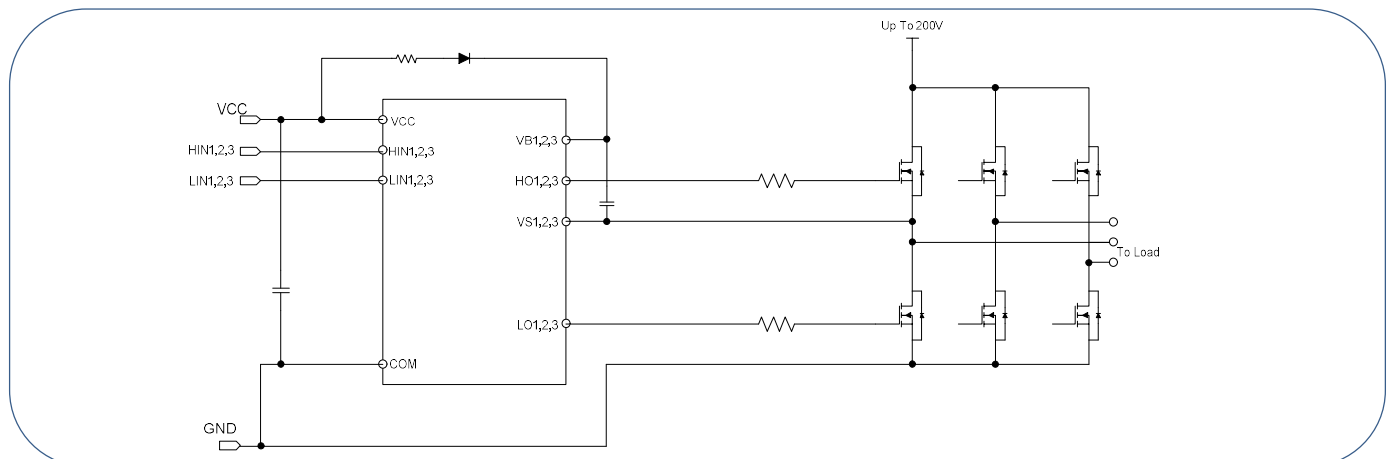 Up To 200V
VCC
VCC
VB1,2,3
HIN1,2,3
HIN1,2,3
LIN1,2,3
LIN1,2,3
HO1,2,3
VS1,2,3
To Load
LO1,2,3
COM
GND